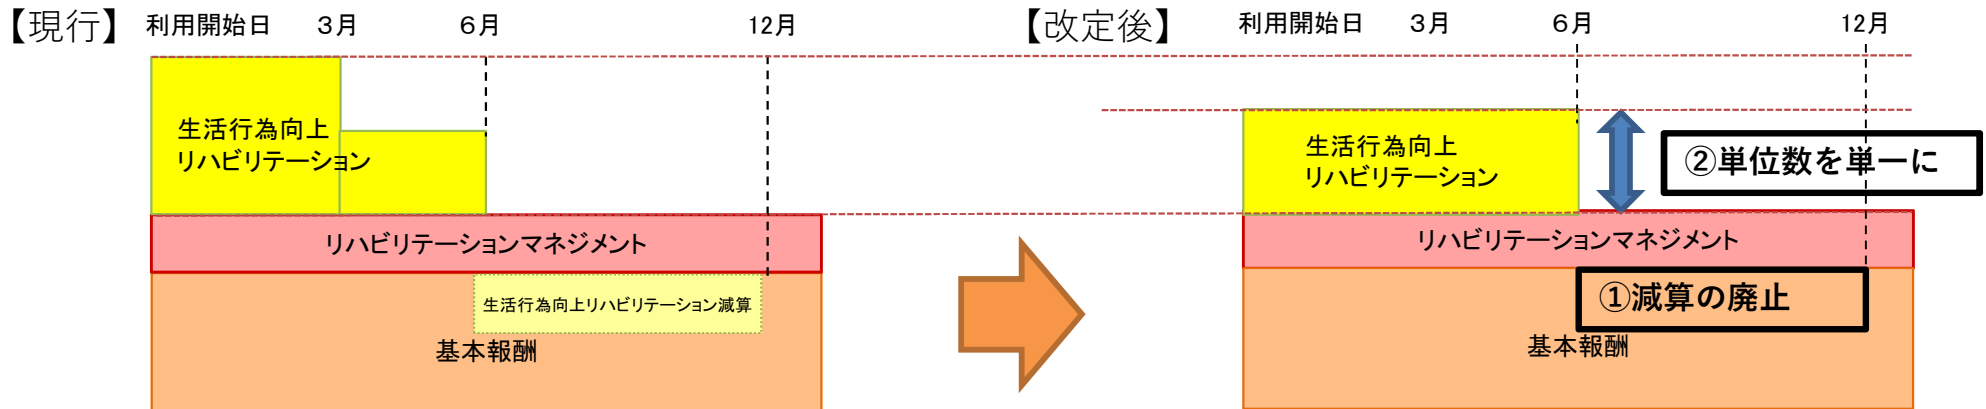 【現行】 利用開始日 3月 6月 12月
生活行為向上
リハビリテーション
リハビリテーションマネジメント
生活行為向上リハビリテーション減算
基本報酬
【改定後】 利用開始日 3月 6月 12月
生活行為向上
リハビリテーション
②単位数を単一に
リハビリテーションマネジメント
①減算の廃止
基本報酬